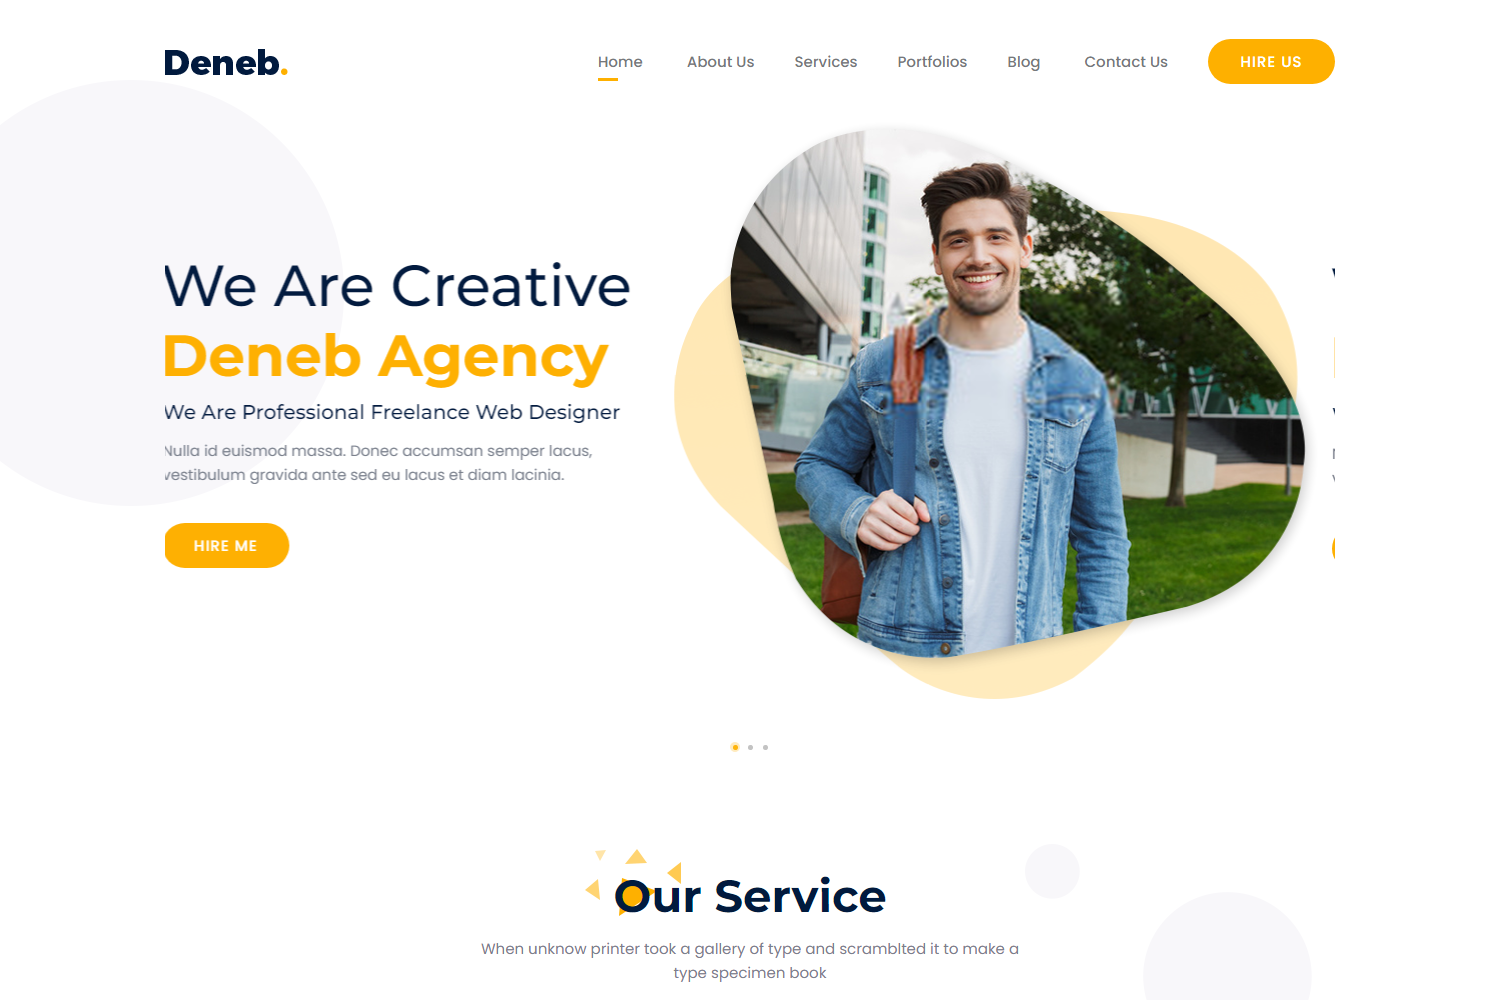 Deneb.
Home About Us Services Portfolios Blog Contact Us HIRE US
We Are Creative
Deneb Agency
We Are Professional Freelance Web Designer
Nulla id euismod massa. Donec accumsan semper lacus,
vestibulum gravida ante sed eu lacus et diam lacinia.
HIRE ME
Our Service
When unknow printer took a gallery of type and scramblted it to make a
type specimen book